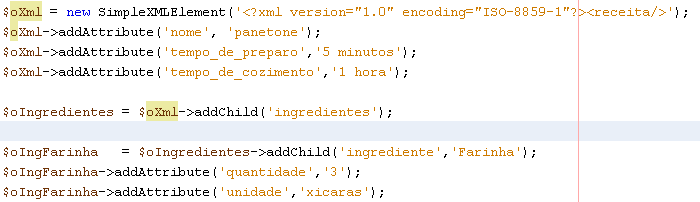 $oXml = new SimpleXMLElement('<?xml version="1.0" encoding="ISO-8859-1"?><receita/>');
$oXml->addAttribute('nome', 'panetone');
$oXml->addAttribute('tempo_de_preparo','5 minutos');
$oXml->addAttribute('tempo_de_cozimento','1 hora');
$oIngredientes = $oXml->addChild('ingredientes');
$oIngFarinha   = $oIngredientes->addChild('ingrediente','Farinha');
$oIngFarinha->addAttribute('quantidade','3');
$oIngFarinha->addAttribute('unidade','xicaras');